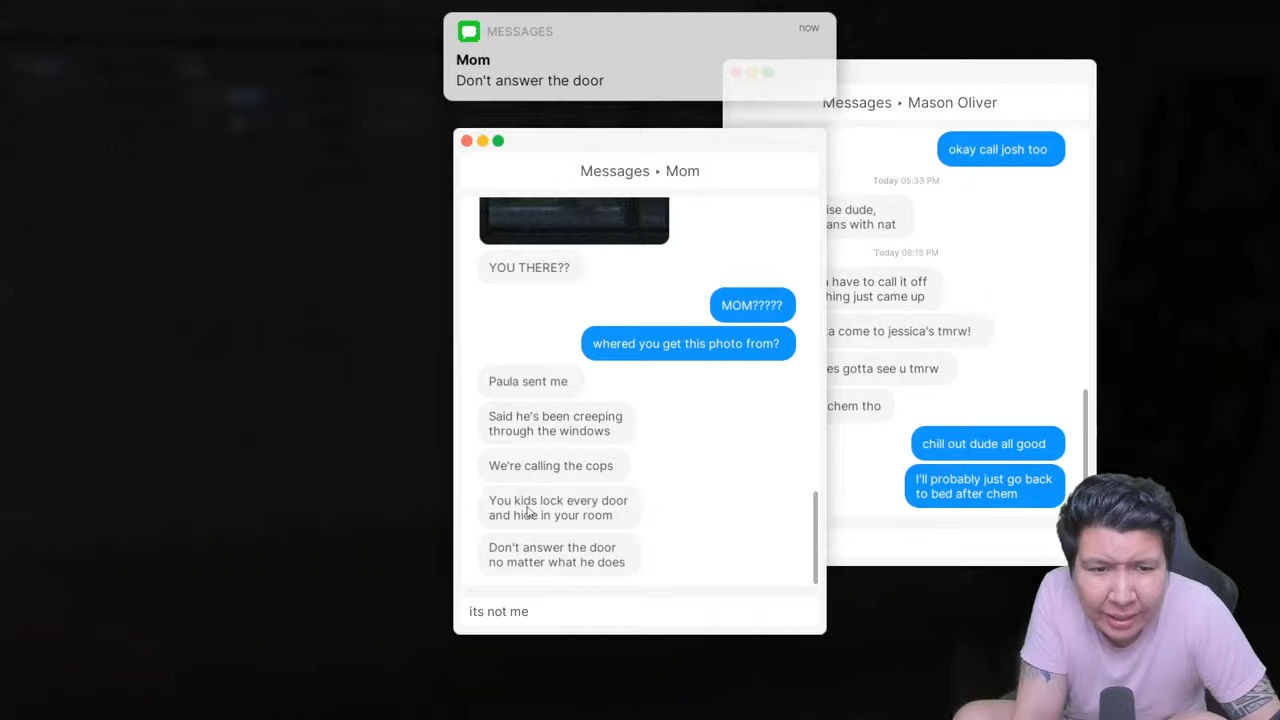 MESSAGES
now
Mom
Don't answer the door
Messages ‣ Mason Oliver
okay call josh too
Today 05:33 PM
ise dude,
ans with nat
Today 08:15 PM
have to call it off
hing just came up
ta come to jessica's tmrw!
es gotta see u tmrw
chem tho
chill out dude all good
I'll probably just go back
to bed after chem
Messages ‣ Mom
YOU THERE??
MOM?????
whered you get this photo from?
Paula sent me
Said he's been creeping
through the windows
We're calling the cops
You kids lock every door
and hide in your room
Don't answer the door
no matter what he does
its not me